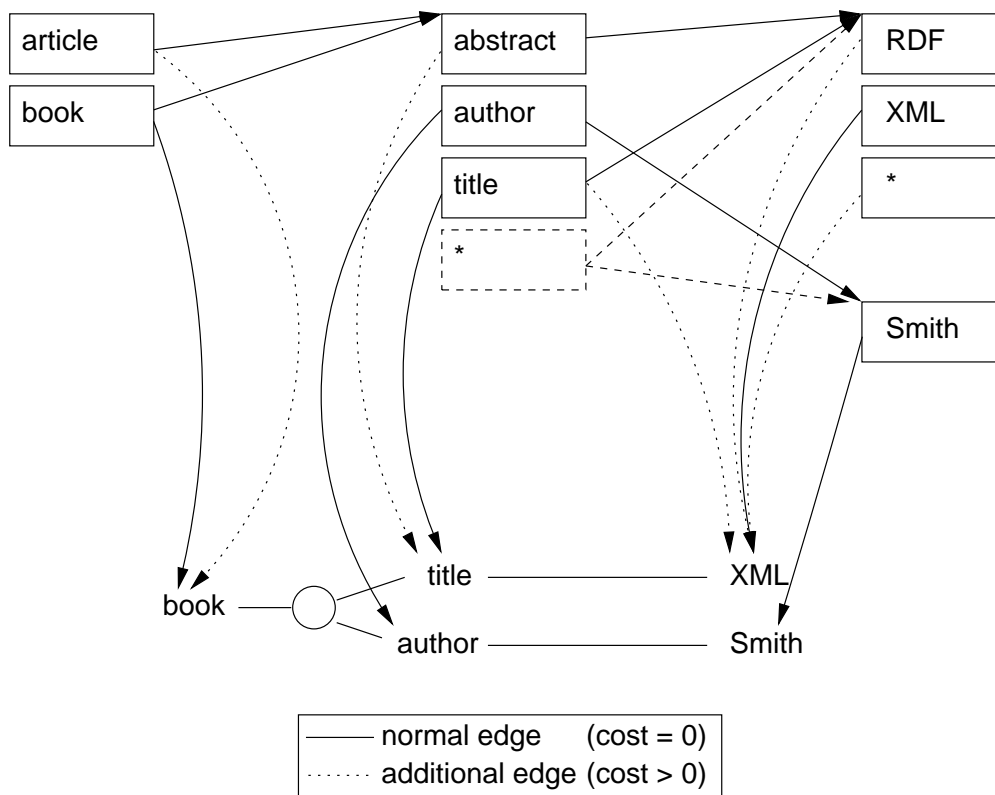 article
abstract
RDF
book
author
XML
title
*
*
Smith
title
XML
book
author
Smith
normal edge (cost = 0)
additional edge (cost > 0)